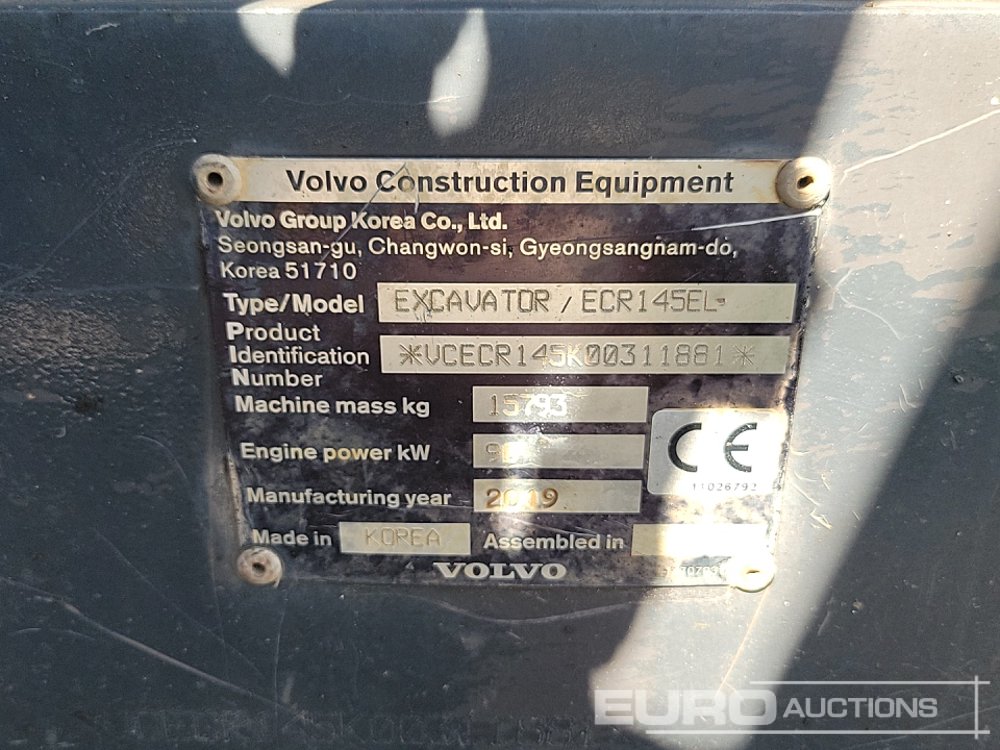 Volvo Construction Equipment
Volvo Group Korea Co., Ltd.
Seongsan-gu, Changwon-si, Gyeongsangnam-do,
Korea 51710
Type/Model EXCAVATOR / ECR145EL
Product
Identification *VCECR145K00311881*
Number
Machine mass kg 15793
Engine power kW
CE
11026792
Manufacturing year 2019
Made in KOREA Assembled in
VOLVO
EURO AUCTIONS